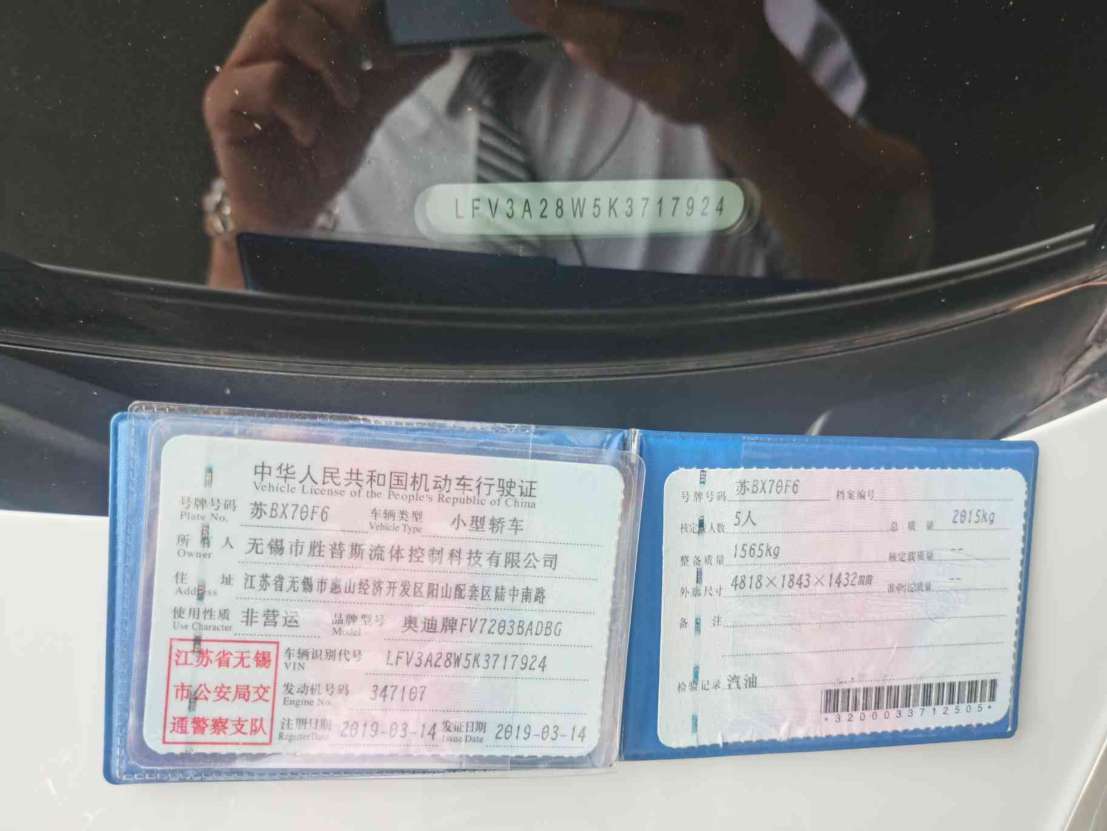 LFV3A28W5K3717924
中华人民共和国机动车行驶证
Vehicle License of the People's Republic of China
号牌号码 苏BX70F6 车辆类型 小型轿车
Plate No. Vehicle Type
所有人 无锡市胜普斯流体控制科技有限公司
Owner
住址 江苏省无锡市惠山经济开发区阳山配套区陆中南路
Address
使用性质 非营运 品牌型号 奥迪牌FV7203BADBG
Use Character Model
江苏省无锡
市公安局交
通警察支队
车辆识别代号 LFV3A28W5K3717924
VIN
发动机号码 347107
Engine No.
注册日期 2019-03-14 发证日期 2019-03-14
Register Date Issue Date
号牌号码 苏BX70F6 档案编号
核定载人数 5人 总质量 2015kg
整备质量 1565kg 核定载质量 --
外廓尺寸 4818×1843×1432mm 准牵引总质量 --
备注
检验记录 汽油
*3200033712505*